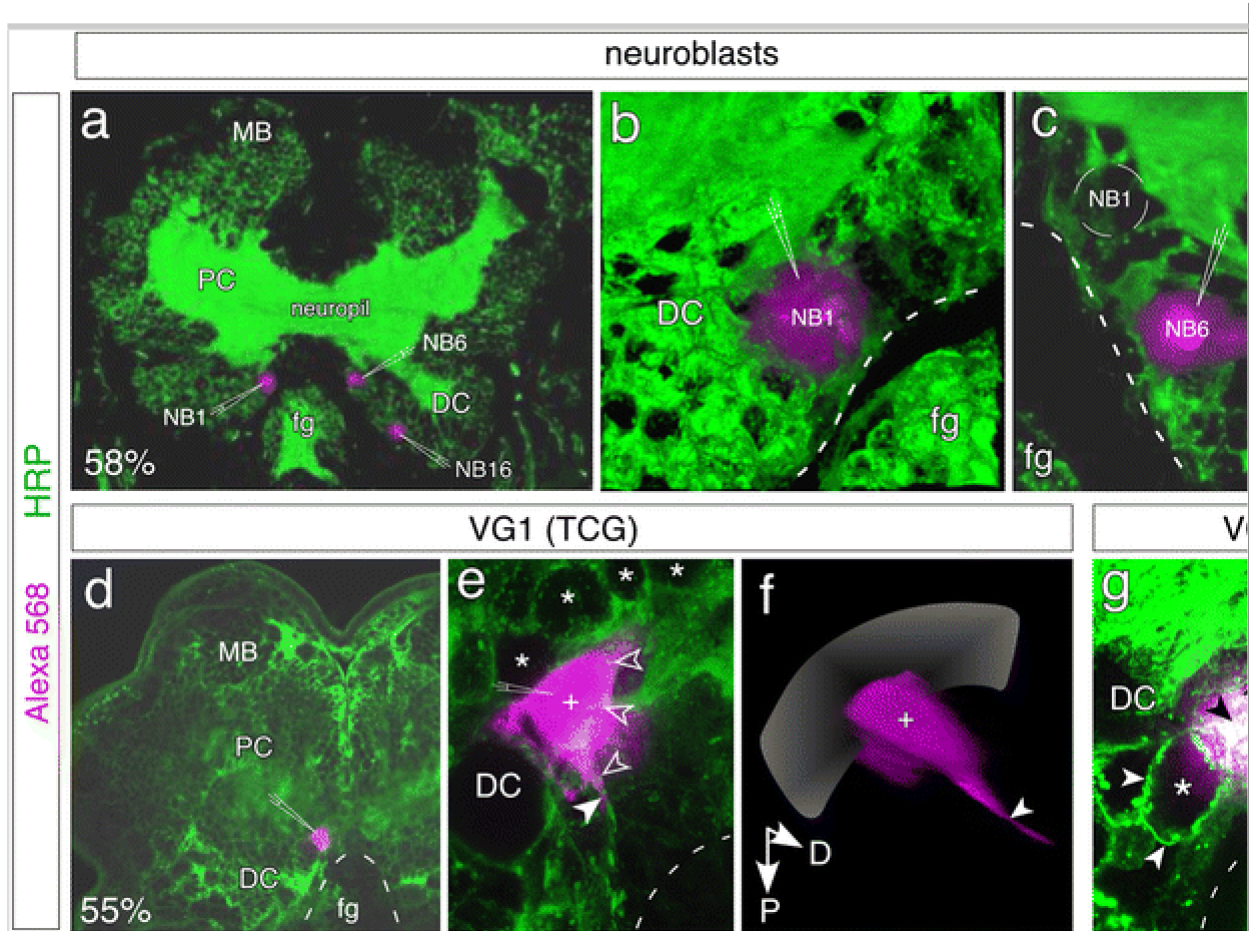 neuroblasts
HRP
Alexa 568
a
MB
PC
neuropil
NB6
NB1
fg
DC
NB16
58%
b
DC
NB1
fg
c
NB1
NB6
fg
VG1 (TCG)
d
MB
PC
DC
fg
55%
e
* * *
*
+
DC
f
+
D
P
g
DC
*